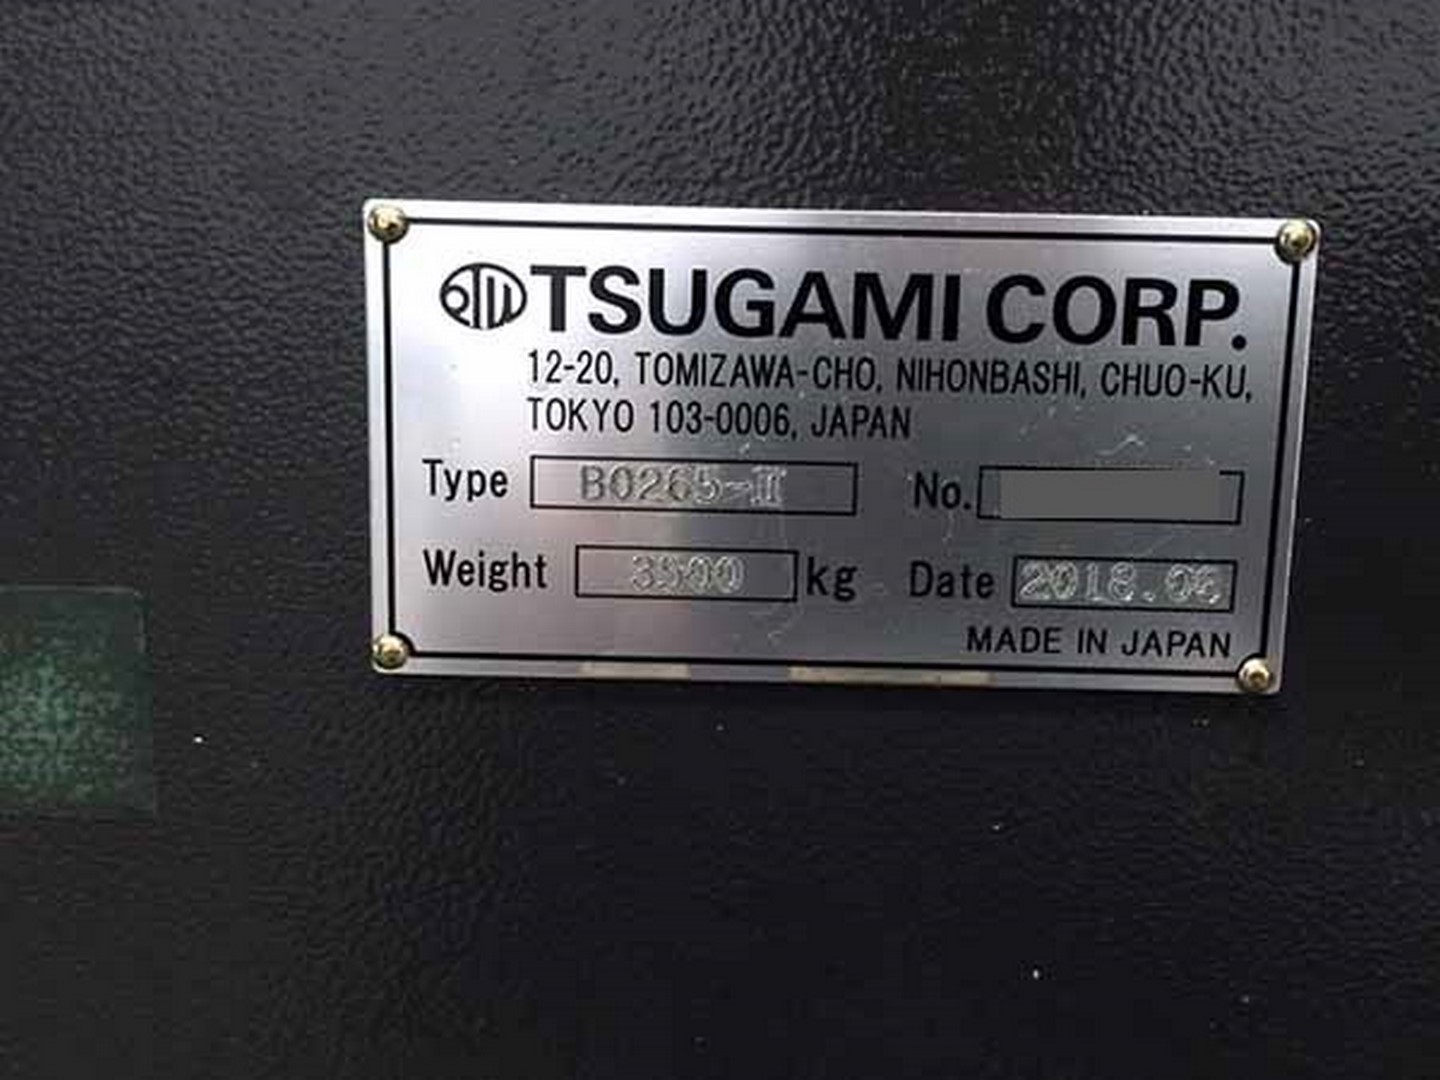 TSUGAMI CORP.
12-20, TOMIZAWA-CHO, NIHONBASHI, CHUO-KU,
TOKYO 103-0006, JAPAN
Type B0265-II No.
Weight 3500 kg Date 2018.06
MADE IN JAPAN